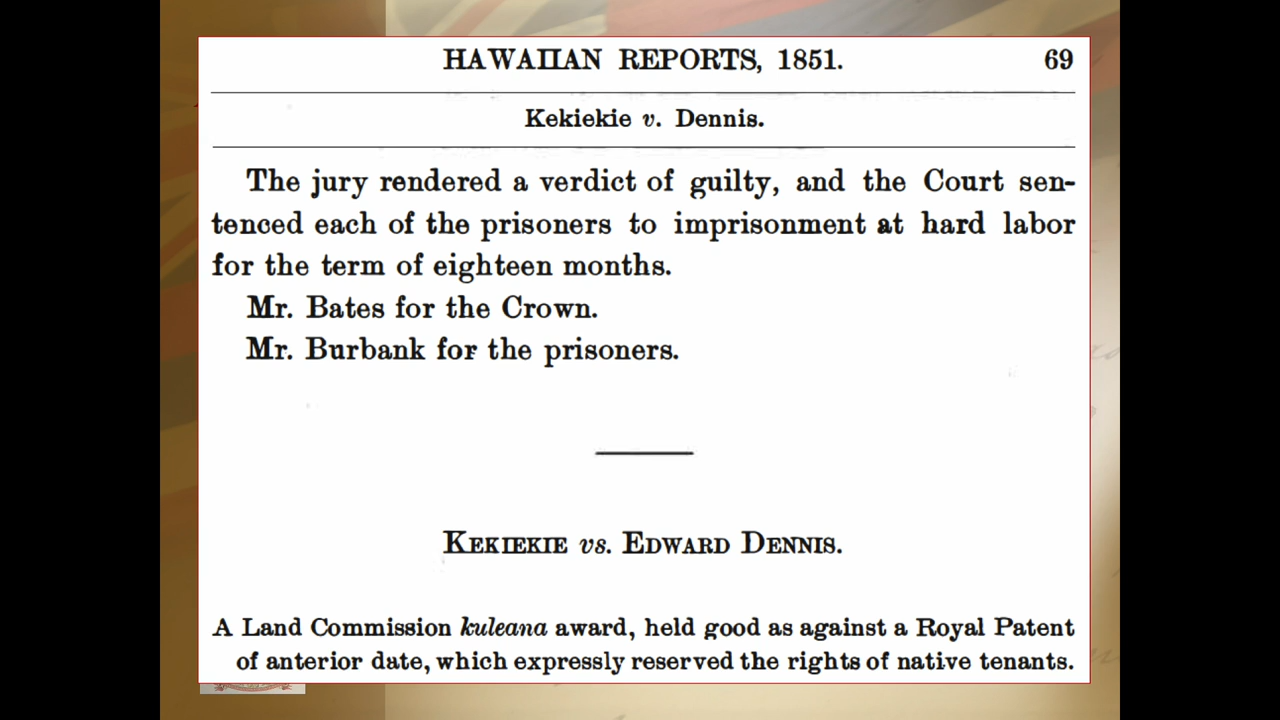 HAWAIIAN REPORTS, 1851. 69
Kekiekie v. Dennis.
The jury rendered a verdict of guilty, and the Court sen-
tenced each of the prisoners to imprisonment at hard labor
for the term of eighteen months.
Mr. Bates for the Crown.
Mr. Burbank for the prisoners.
KEKIEKIE vs. EDWARD DENNIS.
A Land Commission kuleana award, held good as against a Royal Patent
of anterior date, which expressly reserved the rights of native tenants.